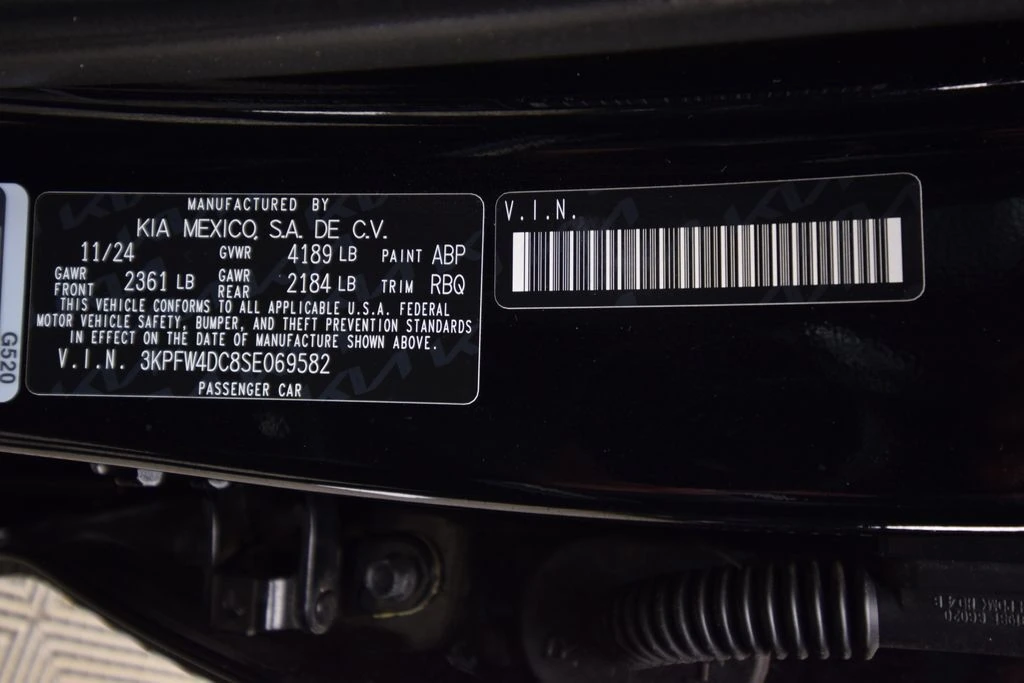 MANUFACTURED BY
KIA MEXICO, S.A. DE C.V.
11/24 GVWR 4189 LB PAINT ABP
GAWR FRONT 2361 LB GAWR REAR 2184 LB TRIM RBQ
THIS VEHICLE CONFORMS TO ALL APPLICABLE U.S.A. FEDERAL
MOTOR VEHICLE SAFETY, BUMPER, AND THEFT PREVENTION STANDARDS
IN EFFECT ON THE DATE OF MANUFACTURE SHOWN ABOVE.
V.I.N. 3KPFW4DC8SE069582
PASSENGER CAR
V.I.N.
G520